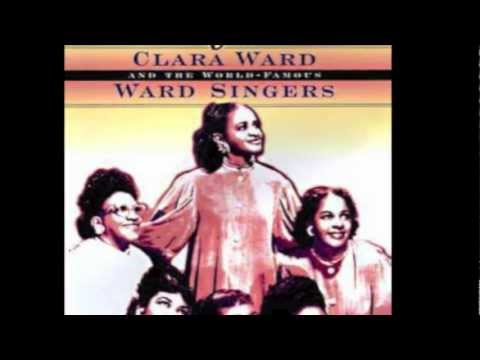 CLARA WARD
AND THE WORLD-FAMOUS
WARD SINGERS